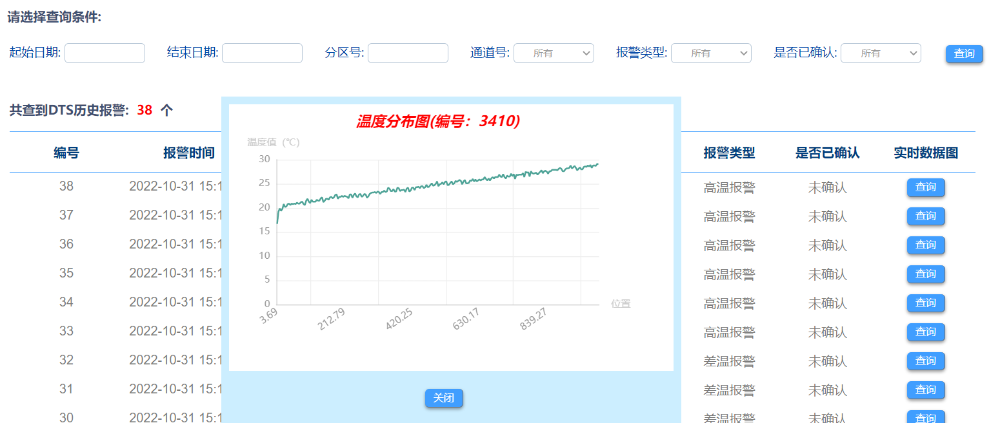 请选择查询条件:
起始日期: 结束日期: 分区号: 通道号: 所有 报警类型: 所有 是否已确认: 所有 查询
共查到DTS历史报警: 38 个
温度分布图(编号：3410)
温度值（℃）
30
25
20
15
10
5
0
位置
3.69 212.79 420.25 630.17 839.27
关闭
编号 报警时间 报警类型 是否已确认 实时数据图
38 2022-10-31 15:1 高温报警 未确认 查询
37 2022-10-31 15:1 高温报警 未确认 查询
36 2022-10-31 15:1 高温报警 未确认 查询
35 2022-10-31 15:1 高温报警 未确认 查询
34 2022-10-31 15:1 高温报警 未确认 查询
33 2022-10-31 15:1 高温报警 未确认 查询
32 2022-10-31 15:1 差温报警 未确认 查询
31 2022-10-31 15:1 差温报警 未确认 查询
30 2022-10-31 15:1 差温报警 未确认 查询